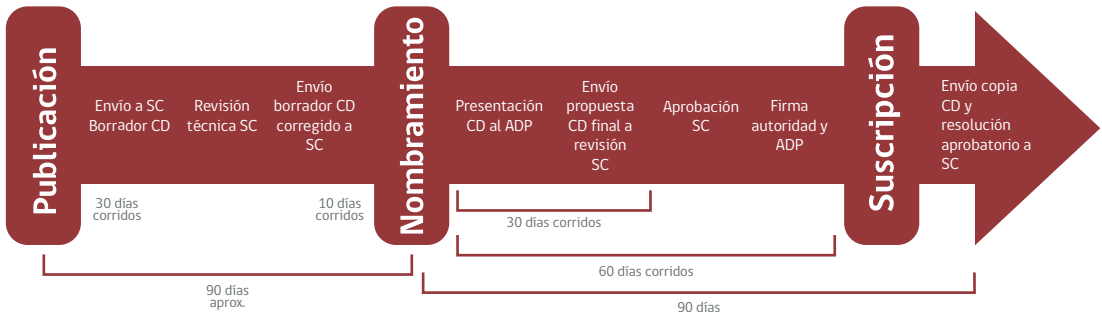 Publicación
Envío a SC
Borrador CD
Revisión
técnica SC
Envío
borrador CD
corregido a
SC
Nombramiento
Presentación
CD al ADP
Envío
propuesta
CD final a
revisión
SC
Aprobación
SC
Firma
autoridad y
ADP
Suscripción
Envío copia
CD y
resolución
aprobatorio a
SC
30 días
corridos
10 días
corridos
30 días corridos
60 días corridos
90 días
aprox.
90 días